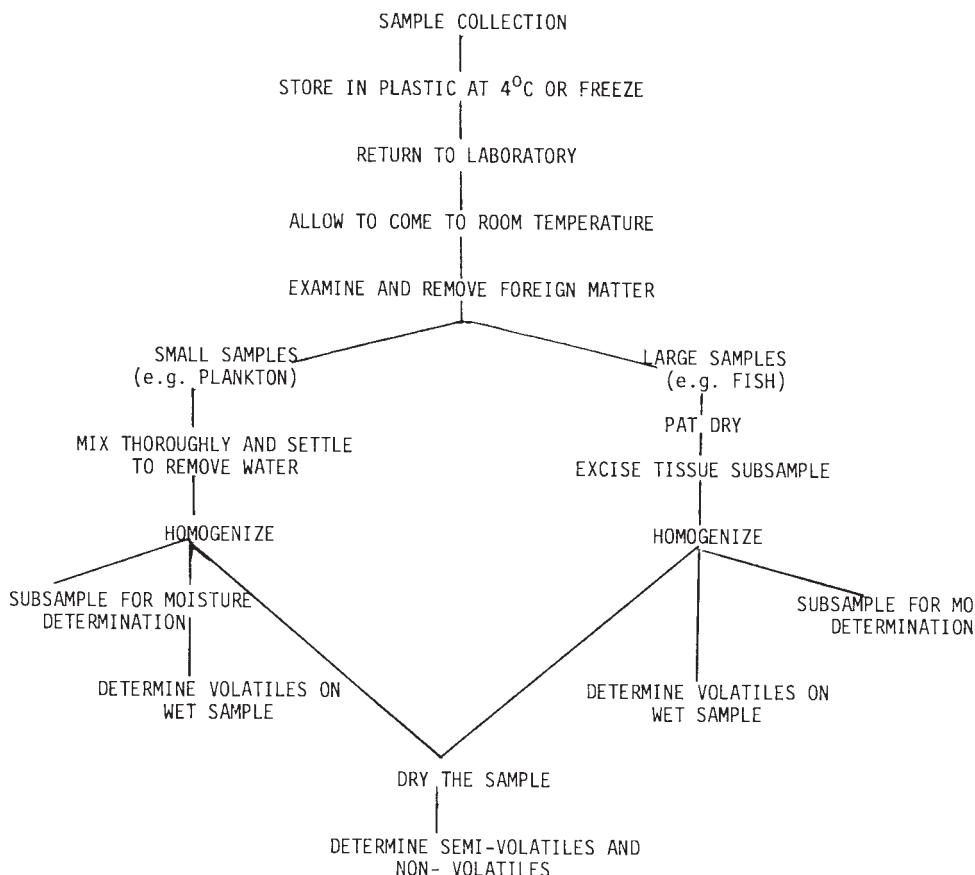 SAMPLE COLLECTION
STORE IN PLASTIC AT 4°C OR FREEZE
RETURN TO LABORATORY
ALLOW TO COME TO ROOM TEMPERATURE
EXAMINE AND REMOVE FOREIGN MATTER
SMALL SAMPLES
(e.g. PLANKTON)
LARGE SAMPLES
(e.g. FISH)
MIX THOROUGHLY AND SETTLE
TO REMOVE WATER
PAT DRY
EXCISE TISSUE SUBSAMPLE
HOMOGENIZE
HOMOGENIZE
SUBSAMPLE FOR MOISTURE
DETERMINATION
SUBSAMPLE FOR MO
DETERMINATION
DETERMINE VOLATILES ON
WET SAMPLE
DETERMINE VOLATILES ON
WET SAMPLE
DRY THE SAMPLE
DETERMINE SEMI-VOLATILES AND
NON- VOLATILES